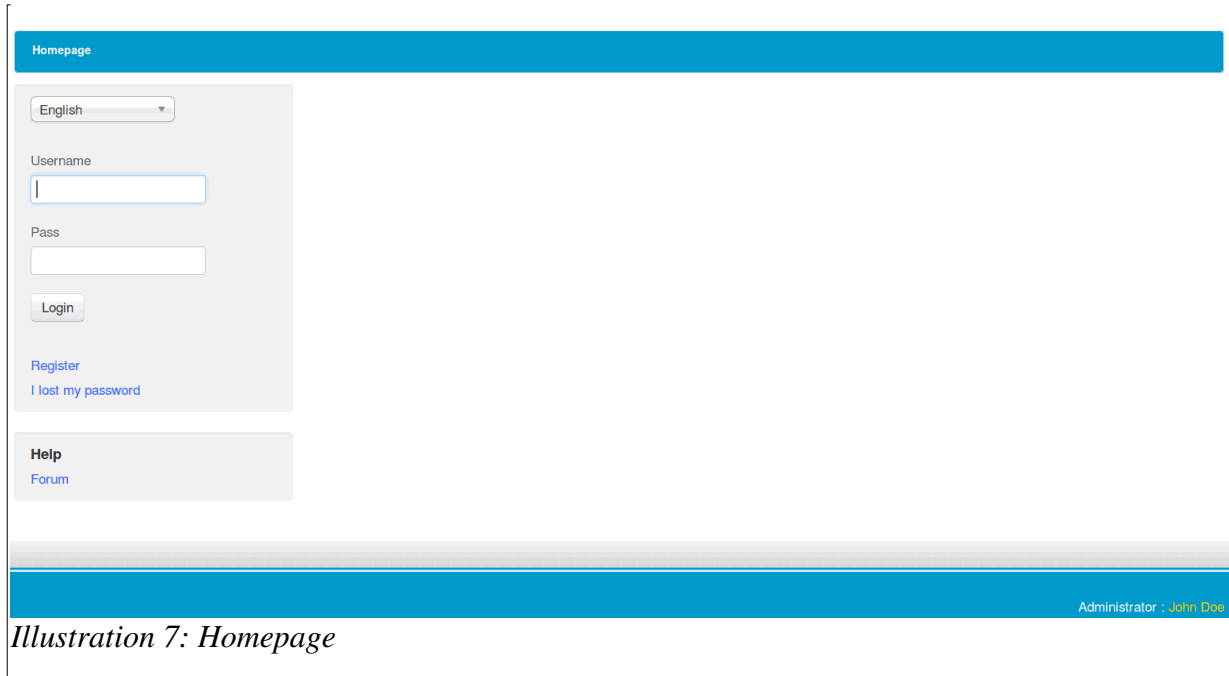 Homepage
English
Username
Pass
Login
Register
I lost my password
Help
Forum
Administrator : John Doe
Illustration 7: Homepage